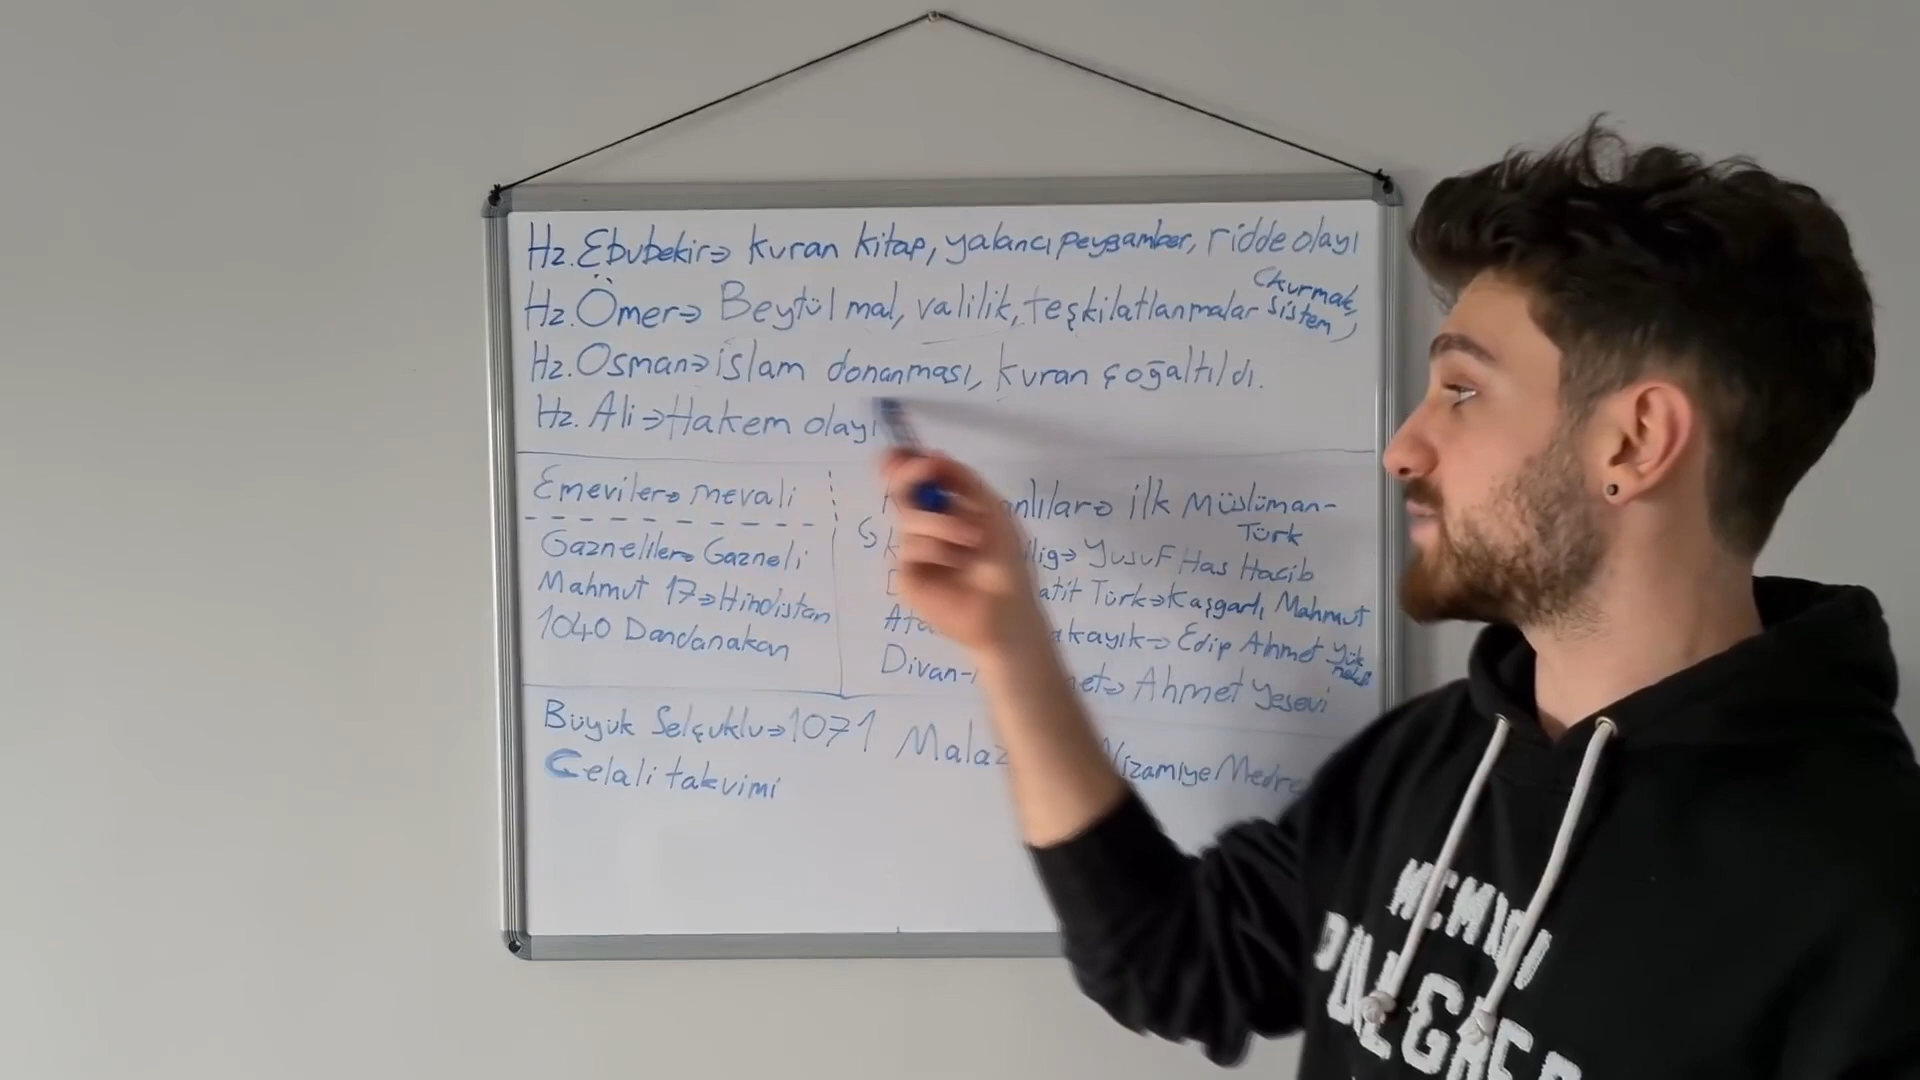 Hz. Ebubekir⇒ kuran kitap, yalancı peygamber, ridde olayı
Hz. Ömer⇒ Beytül mal, valilik, teşkilatlanmalar (kurmak, sistem)
Hz. Osman⇒ islam donanması, kuran çoğaltıldı.
Hz. Ali⇒ Hakem olayı
Emeviler⇒ mevali
Gazneliler⇒ Gazneli
Mahmut 17⇒Hindistan
1040 Dandanakan
anlılar⇒ ilk Müslüman-
Türk
ilig⇒ Yusuf Has Hacib
atit Türk⇒ Kaşgarlı Mahmut
akayık⇒ Edip Ahmet
Divan-ı met⇒ Ahmet Yesevi
Büyük Selçuklu⇒1071 Malaz Nizamiye Medre
Celali takvimi